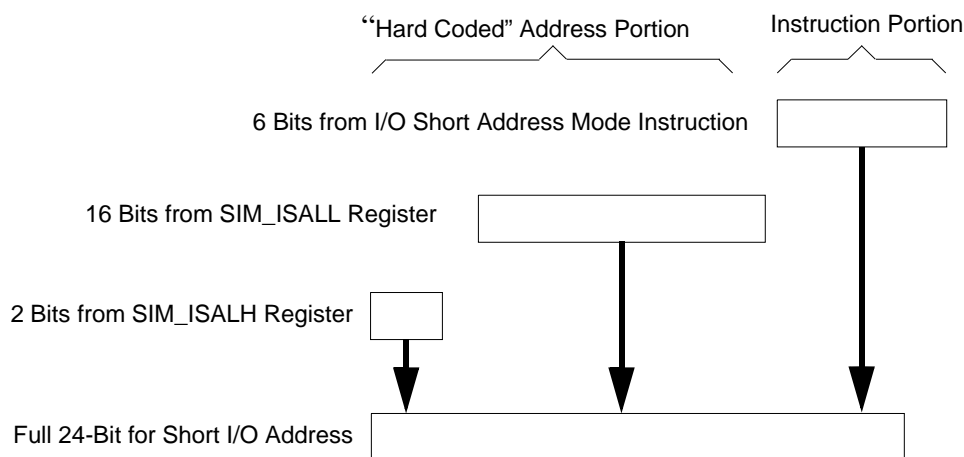 “Hard Coded” Address Portion
Instruction Portion
6 Bits from I/O Short Address Mode Instruction
16 Bits from SIM_ISALL Register
2 Bits from SIM_ISALH Register
Full 24-Bit for Short I/O Address